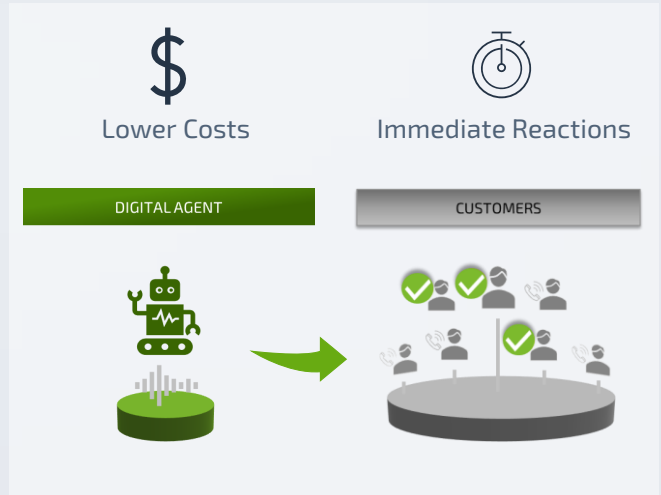 $
Lower Costs
Immediate Reactions
DIGITAL AGENT
CUSTOMERS